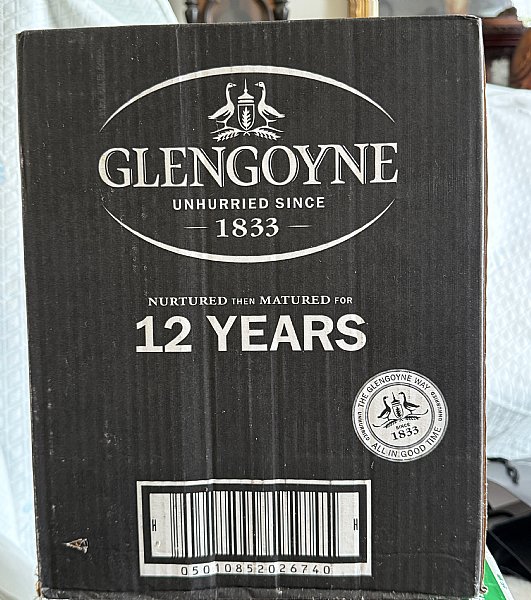 GLENGOYNE
UNHURRIED SINCE
1833
NURTURED THEN MATURED FOR
12 YEARS
THE GLENGOYNE WAY
UNHURRIED
UNHURRIED
SINCE
1833
ALL IN GOOD TIME
H
H
05010852026740